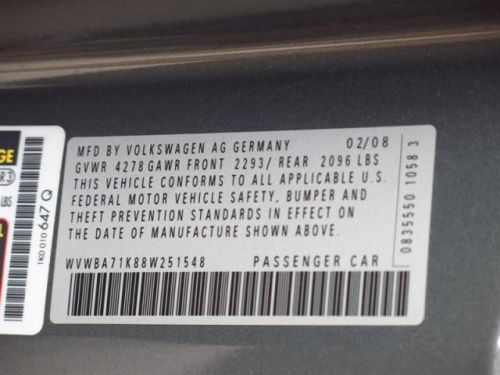 MFD BY VOLKSWAGEN AG GERMANY 02/08
GVWR 4278 GAWR FRONT 2293/ REAR 2096 LBS
THIS VEHICLE CONFORMS TO ALL APPLICABLE U.S.
FEDERAL MOTOR VEHICLE SAFETY, BUMPER AND
THEFT PREVENTION STANDARDS IN EFFECT ON
THE DATE OF MANUFACTURE SHOWN ABOVE.
WVWBA71K88W251548 PASSENGER CAR
0835550 1058 3
1K0 010 647 Q
LBS